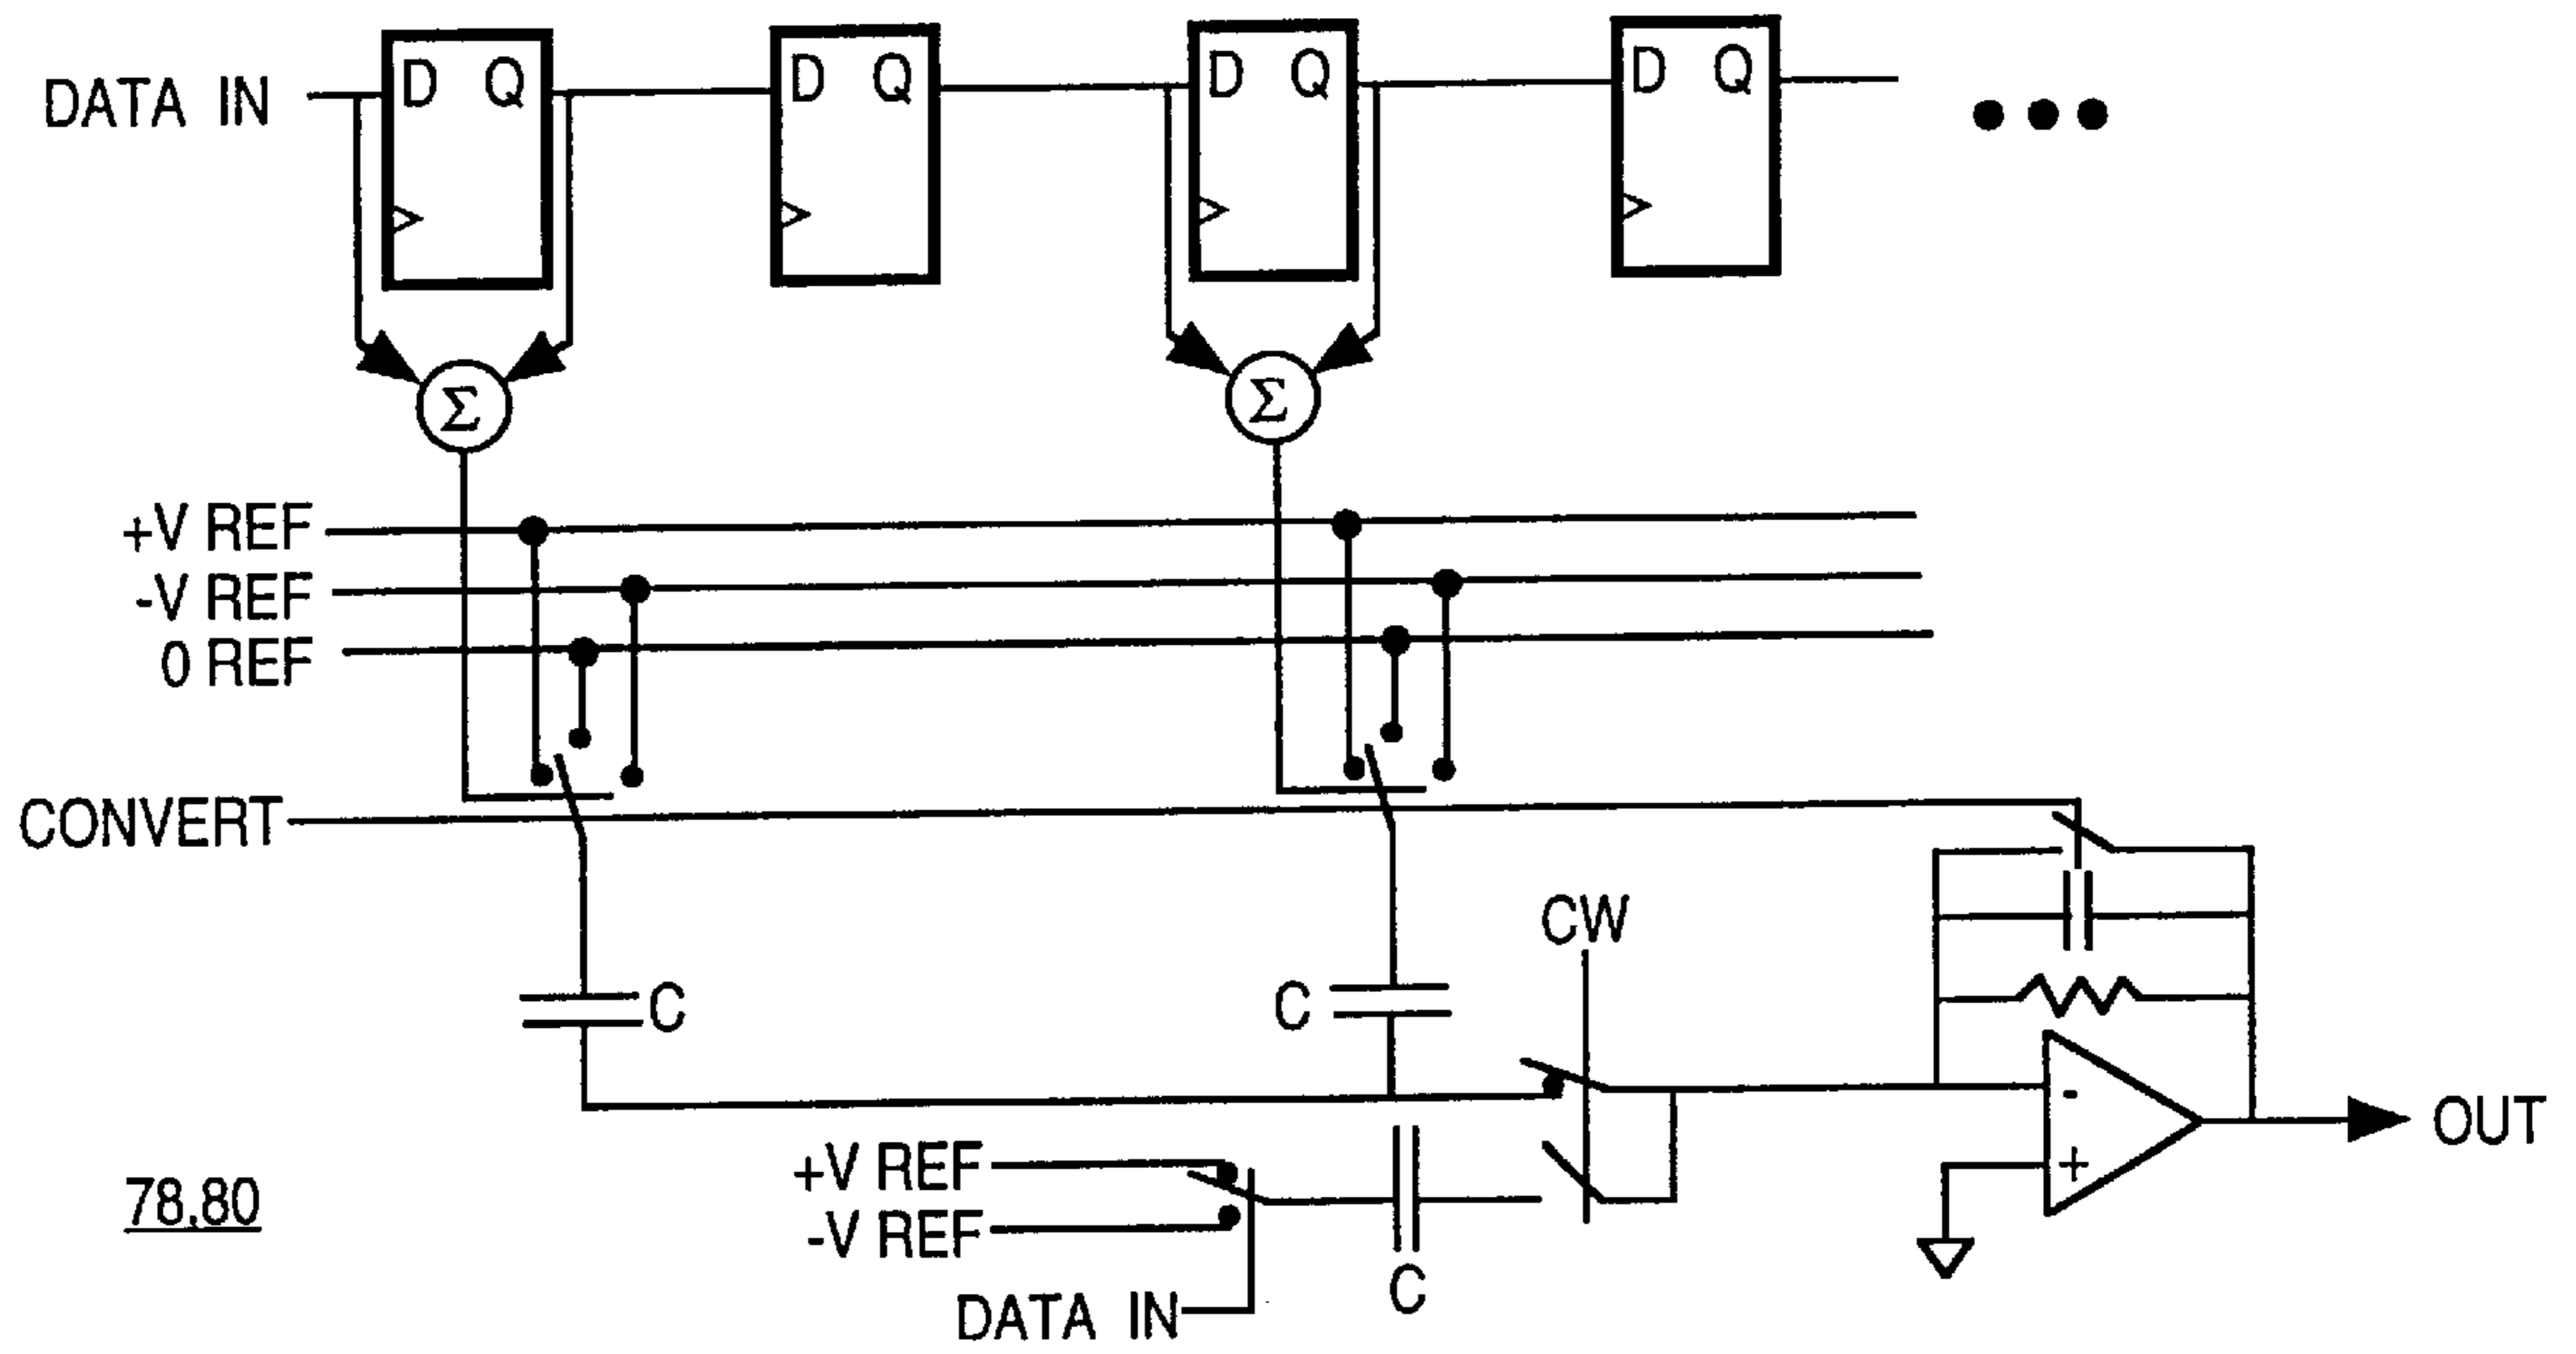 D Q D Q D Q D Q
DATA IN
Σ Σ
+V REF
-V REF
0 REF
CONVERT
CW
C C
- OUT
+V REF +
-V REF
78,80
C
DATA IN